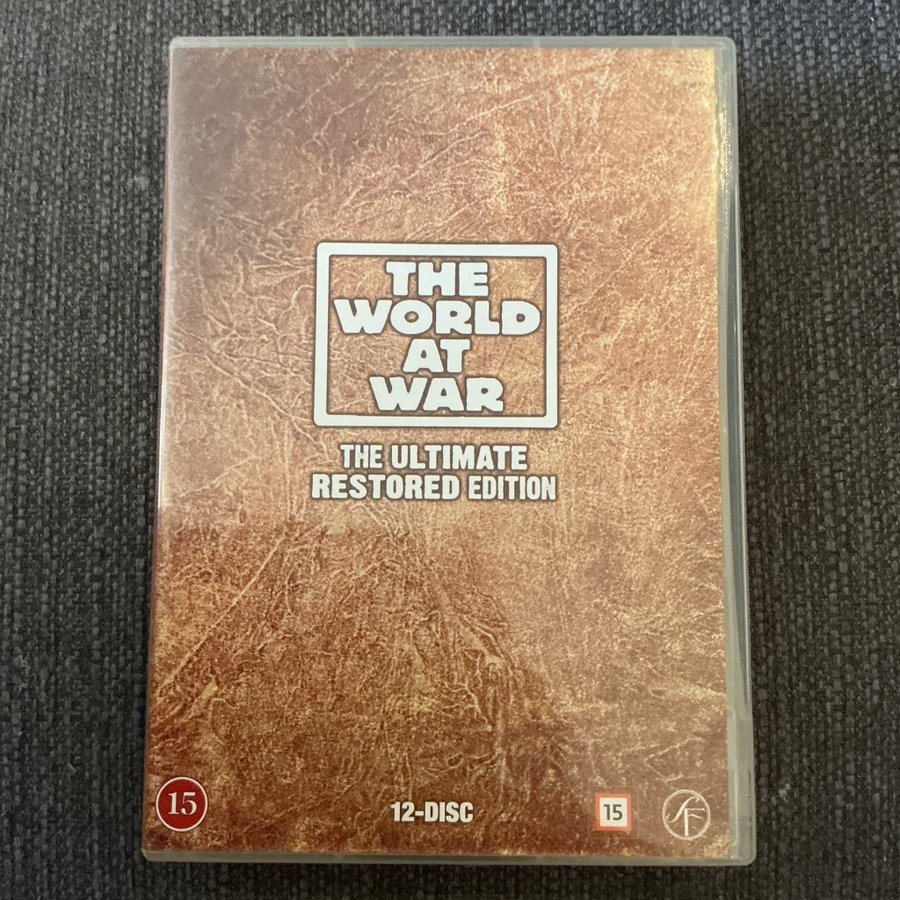 THE
WORLD
AT
WAR
THE ULTIMATE
RESTORED EDITION
15
12-DISC
15
SF